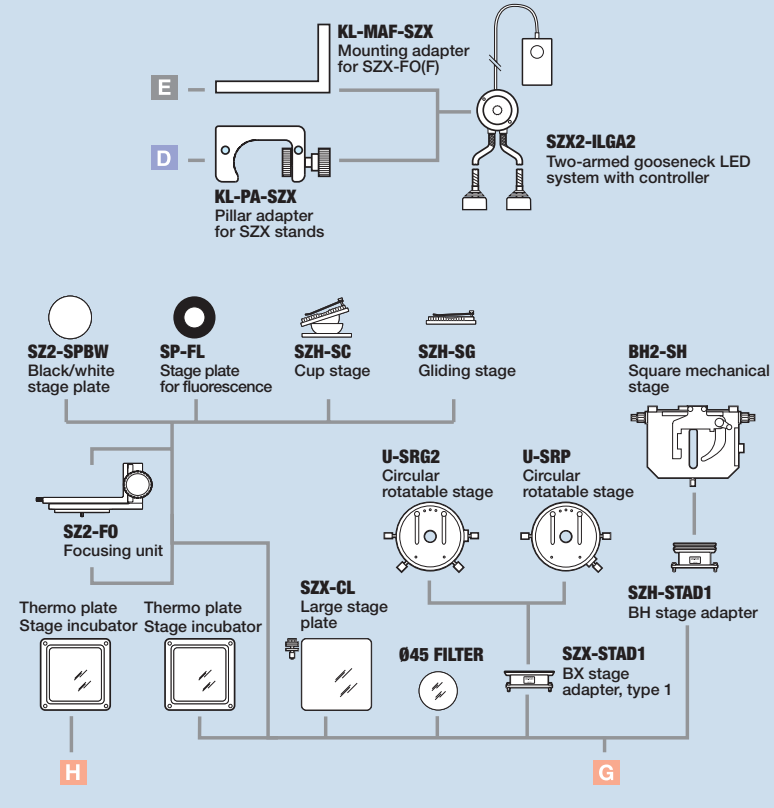 KL-MAF-SZX
Mounting adapter
for SZX-FO(F)
E
SZX2-ILGA2
Two-armed gooseneck LED
system with controller
D
KL-PA-SZX
Pillar adapter
for SZX stands
SZ2-SPBW
Black/white
stage plate
SP-FL
Stage plate
for fluorescence
SZH-SC
Cup stage
SZH-SG
Gliding stage
BH2-SH
Square mechanical
stage
U-SRG2
Circular
rotatable stage
U-SRP
Circular
rotatable stage
SZ2-FO
Focusing unit
SZH-STAD1
BH stage adapter
Thermo plate
Stage incubator
Thermo plate
Stage incubator
SZX-CL
Large stage
plate
Ø45 FILTER
SZX-STAD1
BX stage
adapter, type 1
H
G